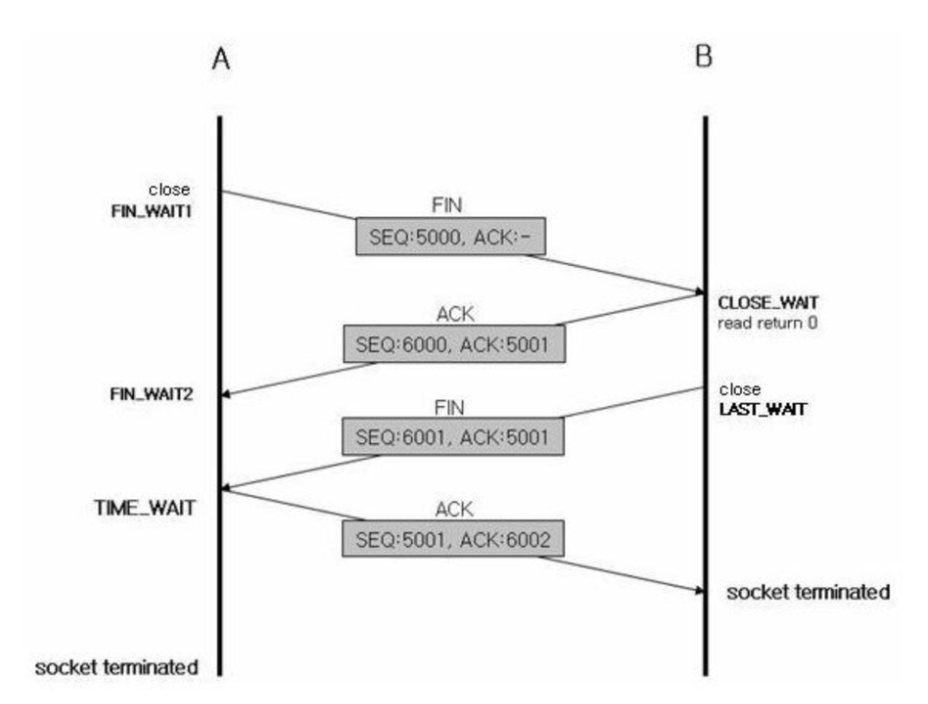 A
B
close
FIN_WAIT1
FIN
SEQ:5000, ACK:-
CLOSE_WAIT
read return 0
ACK
SEQ:6000, ACK:5001
FIN_WAIT2
close
LAST_WAIT
FIN
SEQ:6001, ACK:5001
TIME_WAIT
ACK
SEQ:5001, ACK:6002
socket terminated
socket terminated